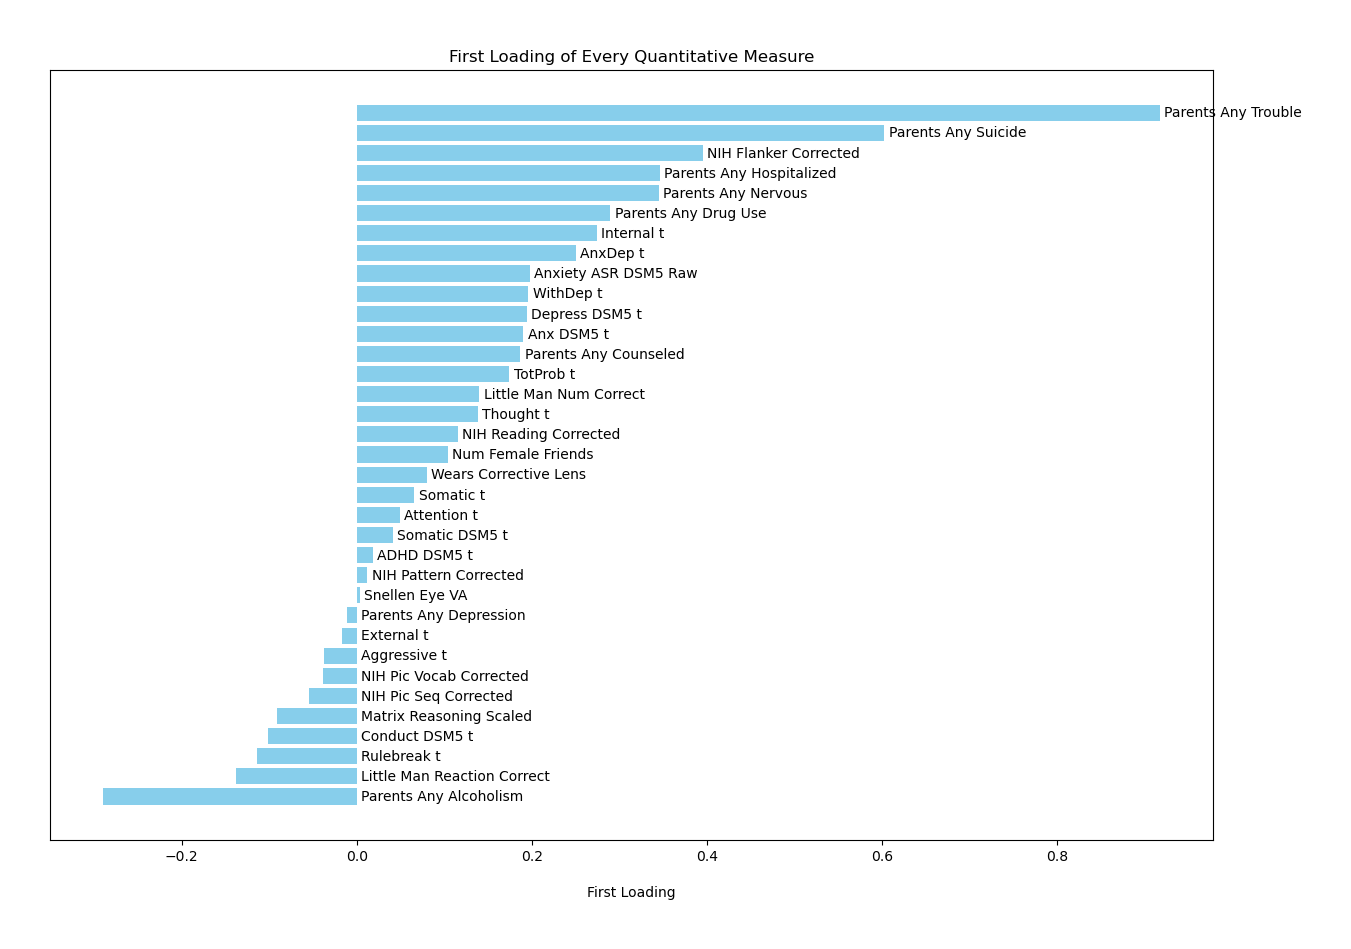 First Loading of Every Quantitative Measure
Parents Any Trouble
Parents Any Suicide
NIH Flanker Corrected
Parents Any Hospitalized
Parents Any Nervous
Parents Any Drug Use
Internal t
AnxDep t
Anxiety ASR DSM5 Raw
WithDep t
Depress DSM5 t
Anx DSM5 t
Parents Any Counseled
TotProb t
Little Man Num Correct
Thought t
NIH Reading Corrected
Num Female Friends
Wears Corrective Lens
Somatic t
Attention t
Somatic DSM5 t
ADHD DSM5 t
NIH Pattern Corrected
Snellen Eye VA
Parents Any Depression
External t
Aggressive t
NIH Pic Vocab Corrected
NIH Pic Seq Corrected
Matrix Reasoning Scaled
Conduct DSM5 t
Rulebreak t
Little Man Reaction Correct
Parents Any Alcoholism
−0.2 0.0 0.2 0.4 0.6 0.8
First Loading